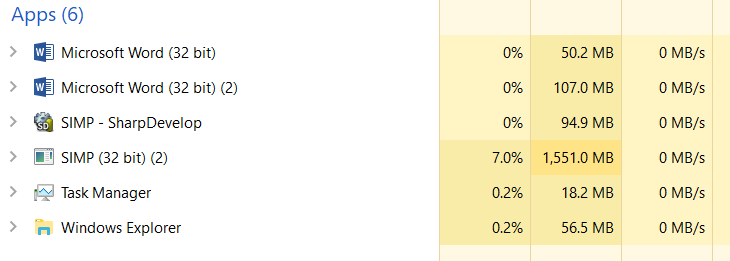 Apps (6)
Microsoft Word (32 bit) 0% 50.2 MB 0 MB/s
Microsoft Word (32 bit) (2) 0% 107.0 MB 0 MB/s
SIMP - SharpDevelop 0% 94.9 MB 0 MB/s
SIMP (32 bit) (2) 7.0% 1,551.0 MB 0 MB/s
Task Manager 0.2% 18.2 MB 0 MB/s
Windows Explorer 0.2% 56.5 MB 0 MB/s